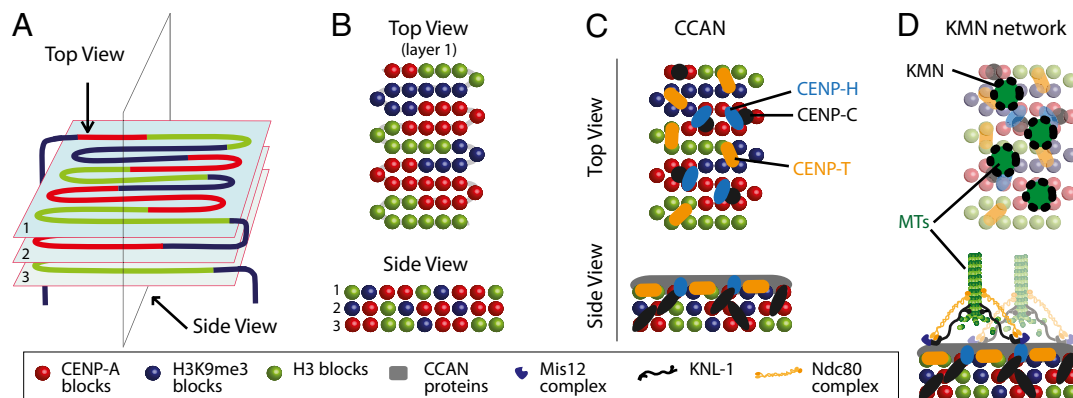 A
Top View
1
2
3
Side View
B
Top View
(layer 1)
Side View
1
2
3
C
CCAN
Top View
CENP-H
CENP-C
CENP-T
Side View
D
KMN network
KMN
MTs
CENP-A
blocks
H3K9me3
blocks
H3 blocks
CCAN
proteins
Mis12
complex
KNL-1
Ndc80
complex